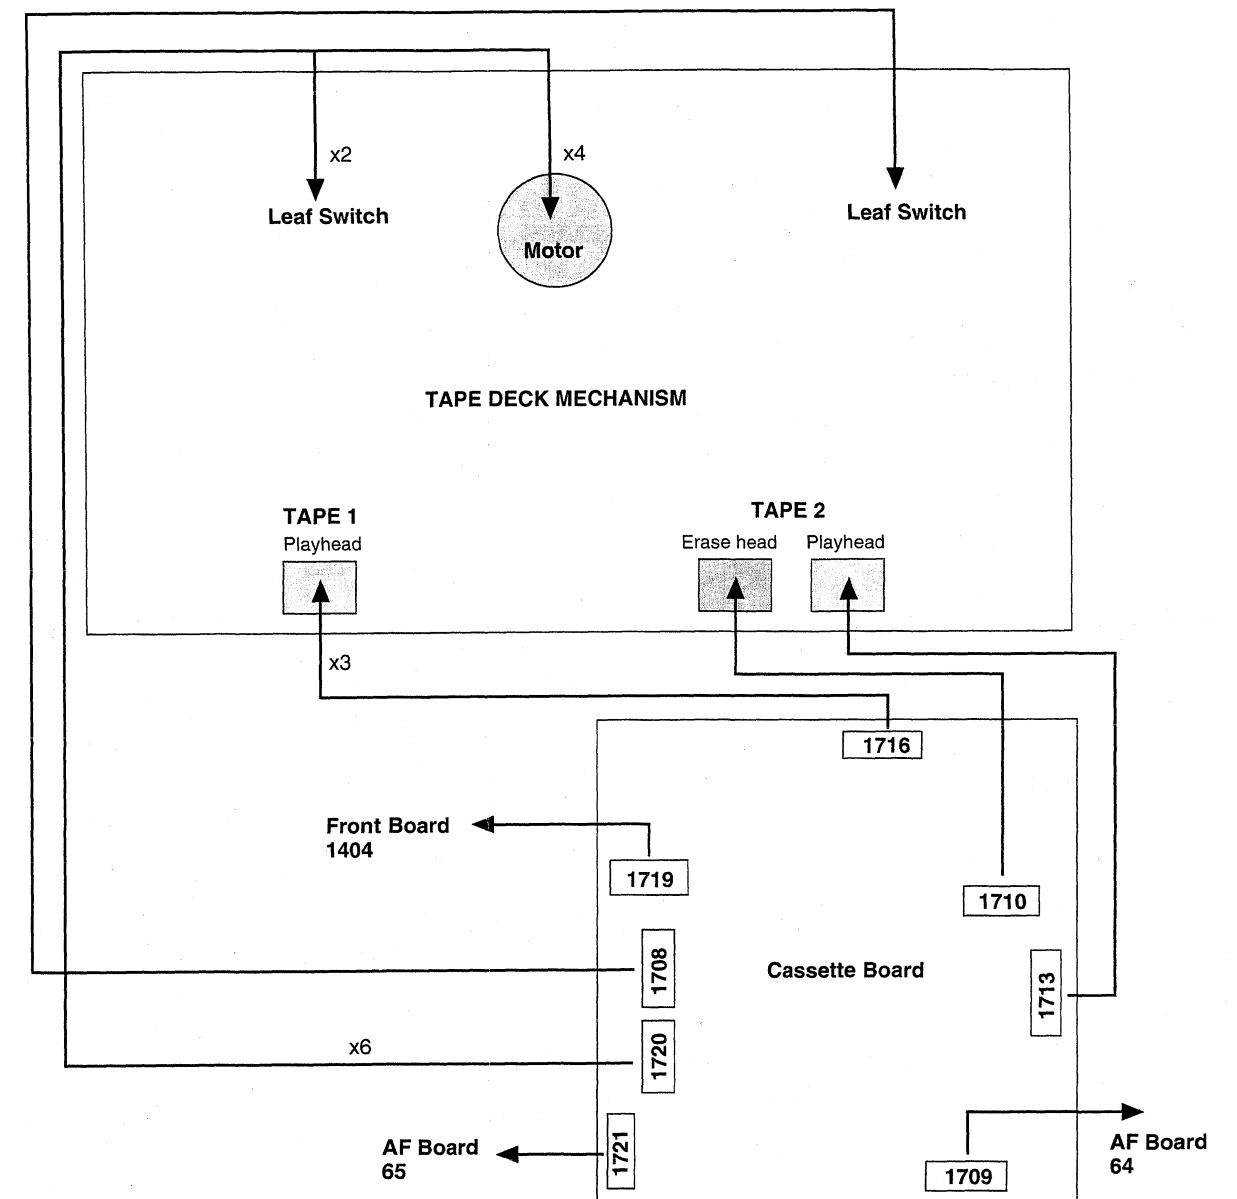 x2
x4
Leaf Switch
Leaf Switch
Motor
TAPE DECK MECHANISM
TAPE 1
Playhead
TAPE 2
Erase head
Playhead
x3
1716
Front Board
1404
1719
1710
1708
Cassette Board
1713
x6
1720
AF Board
65
1721
AF Board
64
1709